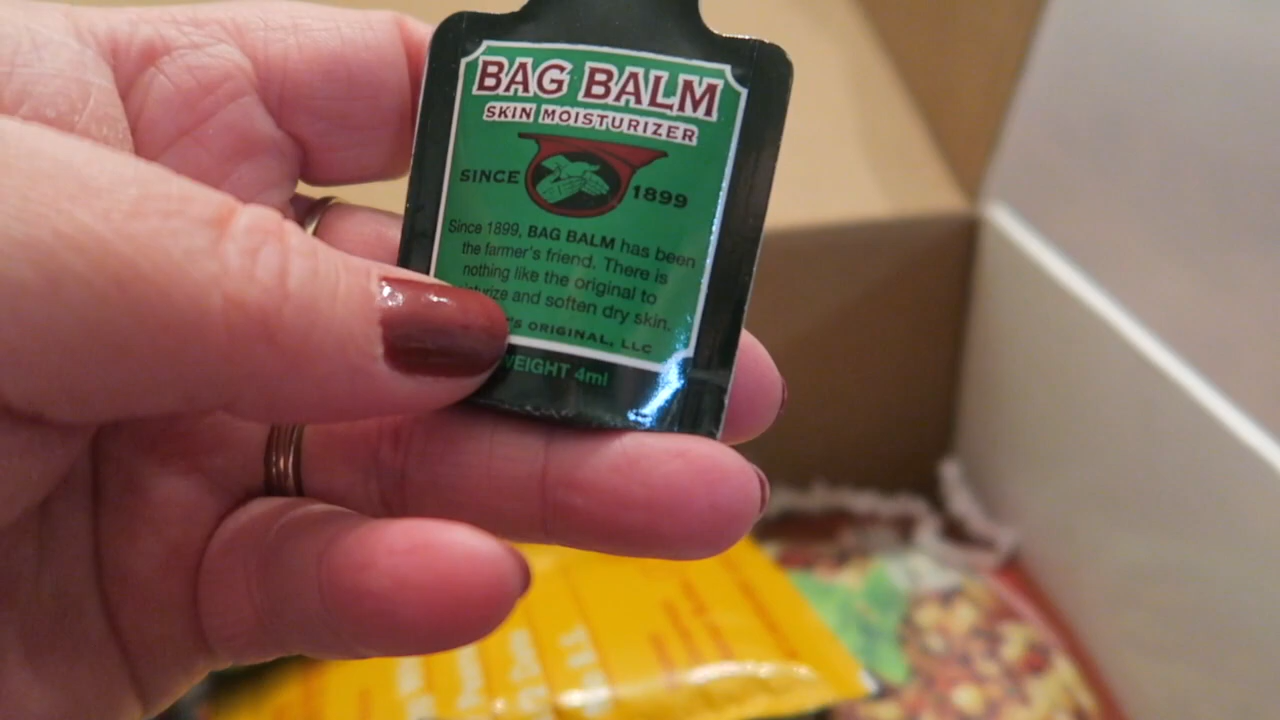 BAG BALM
SKIN MOISTURIZER
SINCE 1899
Since 1899, BAG BALM has been
the farmer's friend. There is
nothing like the original to
and soften dry skin.
ORIGINAL, LLC
4ml